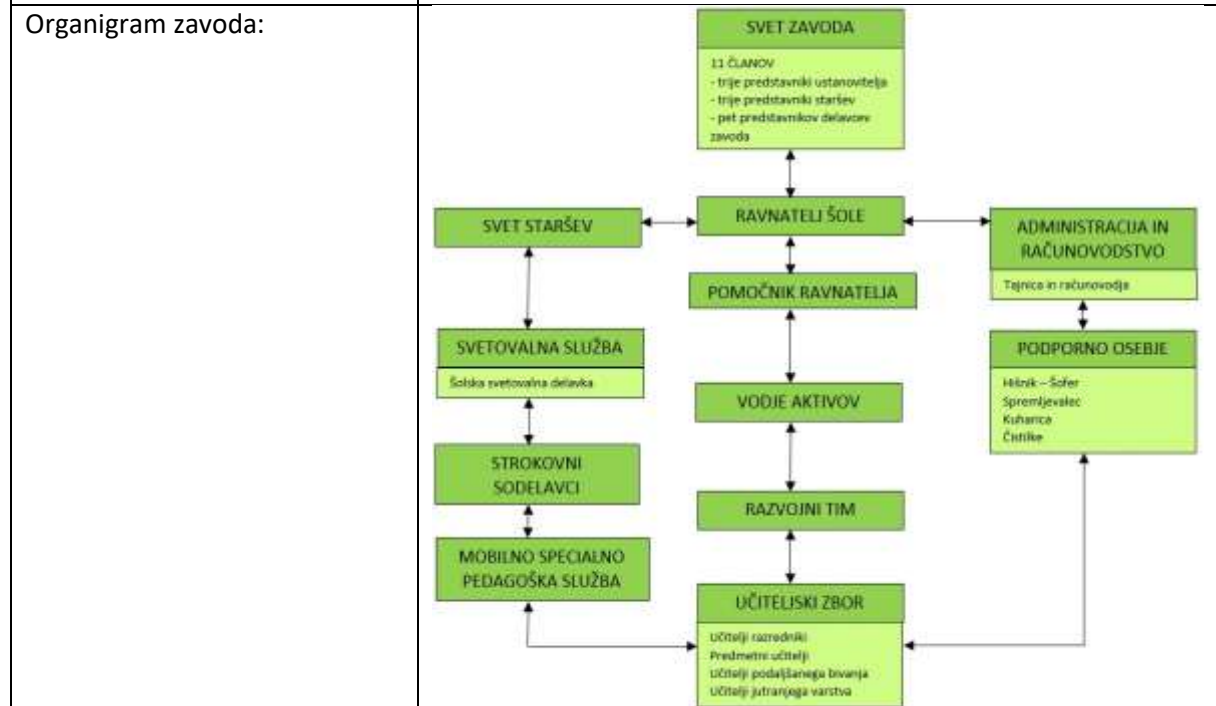 Organigram zavoda:
SVET ZAVODA
11 ČLANOV
- trije predstavniki ustanovitelja
- trije predstavniki staršev
- pet predstavnikov delavcev
zavoda
SVET STARŠEV
RAVNATELJ ŠOLE
ADMINISTRACIJA IN
RAČUNOVODSTVO
Tajnica in računovodja
POMOČNIK RAVNATELJA
SVETOVALNA SLUŽBA
Šolska svetovalna delavka
PODPORNO OSEBJE
Hišnik – Šofer
Spremljevalec
Kuharica
Čistilke
VODJE AKTIVOV
STROKOVNI
SODELAVCI
RAZVOJNI TIM
MOBILNO SPECIALNO
PEDAGOŠKA SLUŽBA
UČITELJSKI ZBOR
Učitelji razredniki
Predmetni učitelji
Učitelji podaljšanega bivanja
Učitelji jutranjega varstva